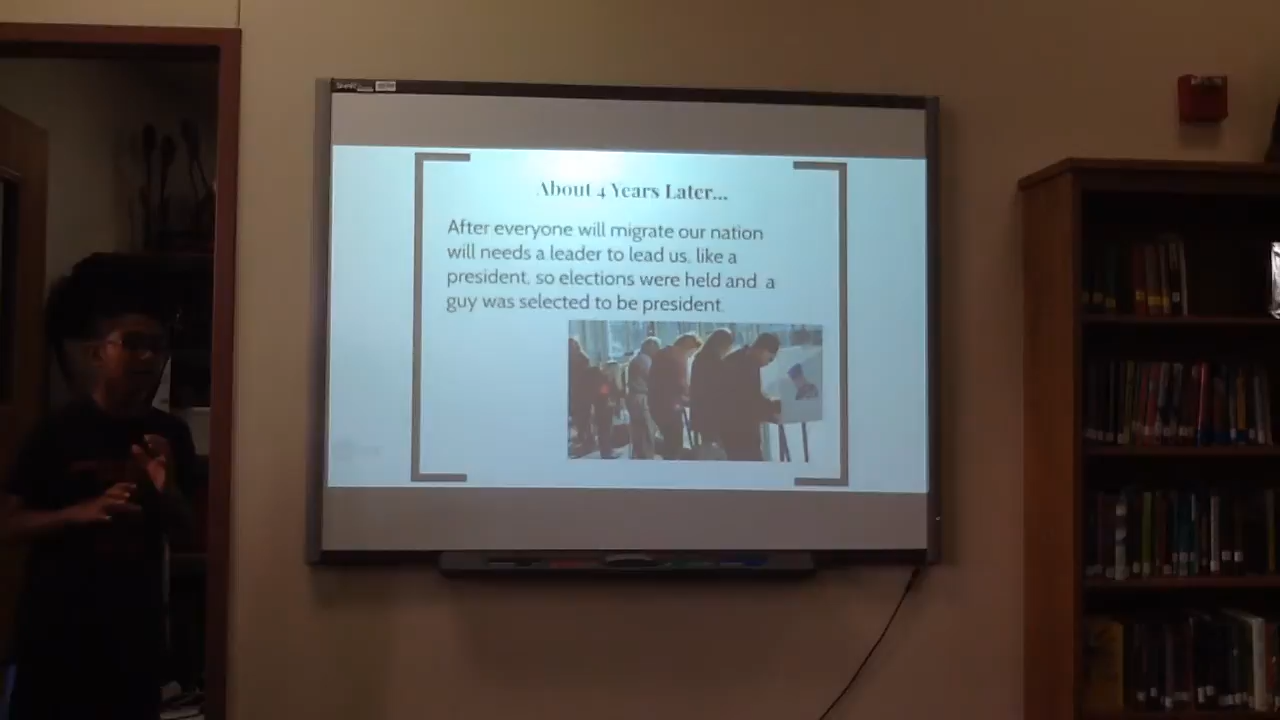 About 4 Years Later...
After everyone will migrate our nation
will needs a leader to lead us, like a
president, so elections were held and a
guy was selected to be president.